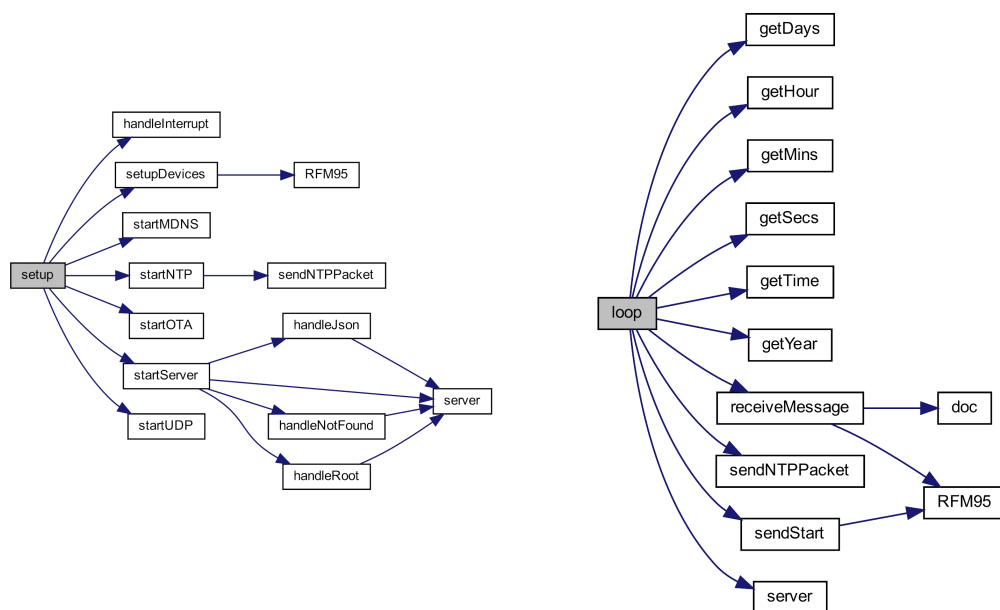 handleInterrupt
setupDevices
RFM95
startMDNS
setup
startNTP
sendNTPPacket
startOTA
handleJson
startServer
server
startUDP
handleNotFound
handleRoot
getDays
getHour
getMins
getSecs
getTime
loop
getYear
receiveMessage
doc
sendNTPPacket
RFM95
sendStart
server